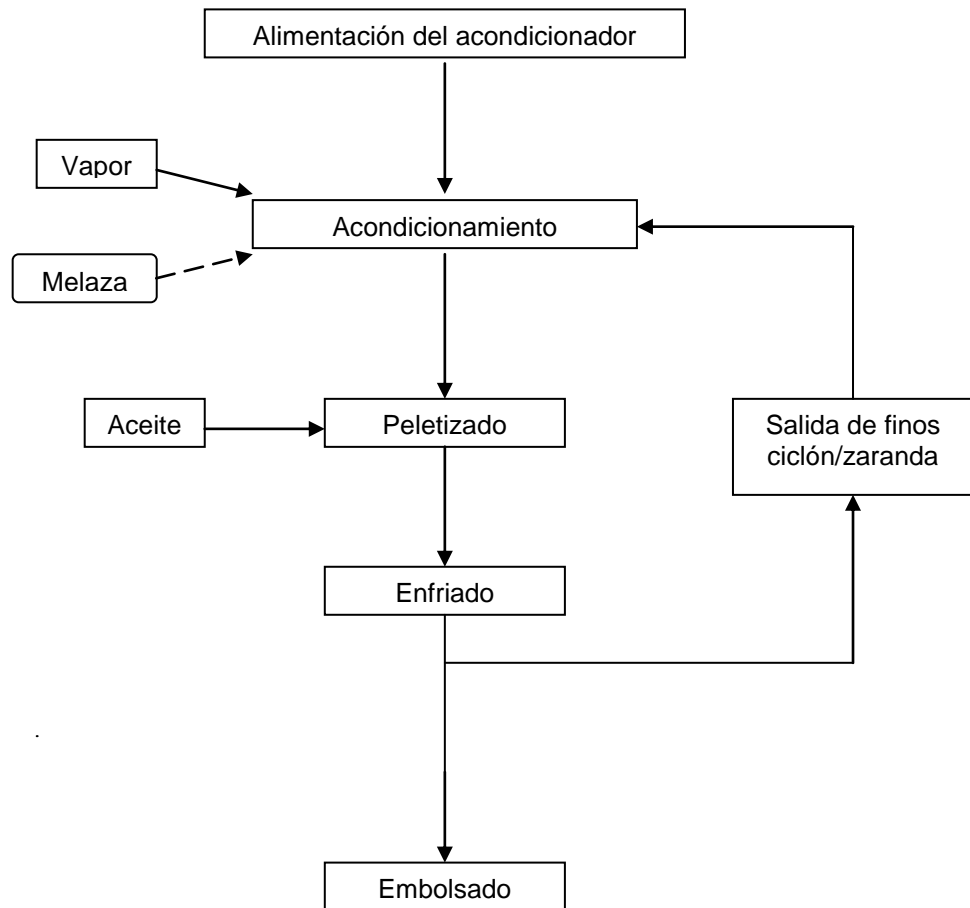 Alimentación del acondicionador
Vapor
Acondicionamiento
Melaza
Aceite
Peletizado
Salida de finos
ciclón/zaranda
Enfriado
.
Embolsado